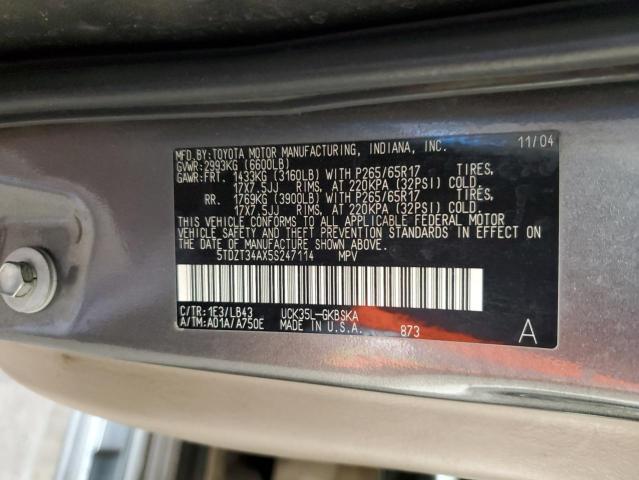 MFD.BY:TOYOTA MOTOR MANUFACTURING, INDIANA, INC. 11/04
GVWR:2993KG (6600LB)
GAWR:FRT. 1433KG (3160LB) WITH P265/65R17 TIRES,
17X7.5JJ RIMS, AT 220KPA (32PSI) COLD.
RR. 1769KG (3900LB) WITH P265/65R17 TIRES,
17X7.5JJ RIMS, AT 220KPA (32PSI) COLD.
THIS VEHICLE CONFORMS TO ALL APPLICABLE FEDERAL MOTOR
VEHICLE SAFETY AND THEFT PREVENTION STANDARDS IN EFFECT
ON THE DATE OF MANUFACTURE SHOWN ABOVE.
5TDZT34AX5S247114 MPV
C/TR:1E3/LB43 UCK35L-GKBSKA
A/TM:A01A/A750E MADE IN U.S.A. 873 A